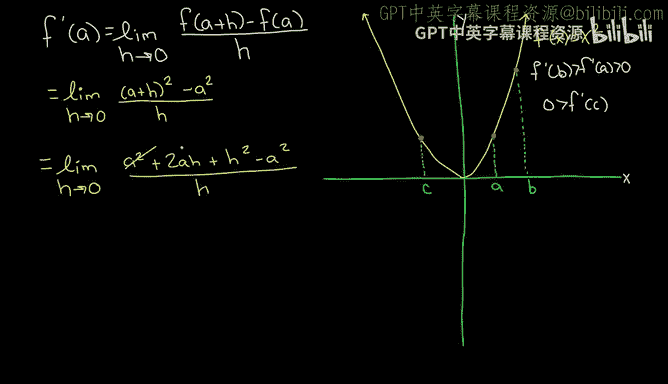 GPT中英字幕课程资源@bilibili.com
GPT中英字幕课程资源 bilibili
f'(a) = lim h→0 f(a+h)-f(a) / h
= lim h→0 (a+h)² - a² / h
= lim h→0 a² + 2ah + h² - a² / h
y
f'(b)>f'(a)>0
0>f'(c)
c a b x